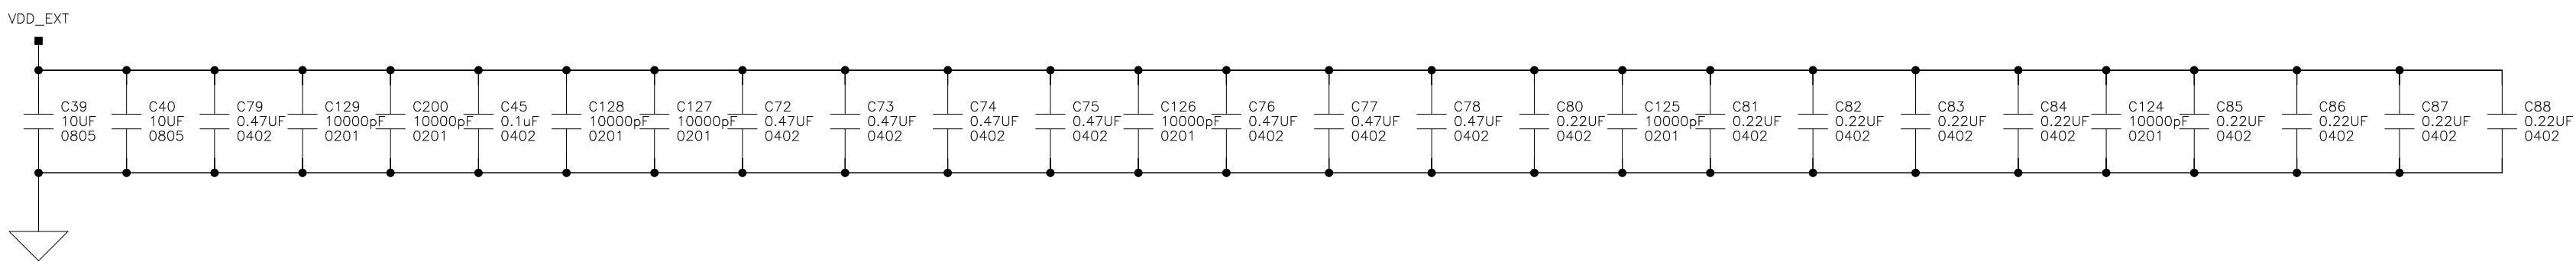 VDD_EXT
C39
10UF
0805
C40
10UF
0805
C79
0.47UF
0402
C129
10000pF
0201
C200
10000pF
0201
C45
0.1uF
0402
C128
10000pF
0201
C127
10000pF
0201
C72
0.47UF
0402
C73
0.47UF
0402
C74
0.47UF
0402
C75
0.47UF
0402
C126
10000pF
0201
C76
0.47UF
0402
C77
0.47UF
0402
C78
0.47UF
0402
C80
0.22UF
0402
C125
10000pF
0201
C81
0.22UF
0402
C82
0.22UF
0402
C83
0.22UF
0402
C84
0.22UF
0402
C124
10000pF
0201
C85
0.22UF
0402
C86
0.22UF
0402
C87
0.22UF
0402
C88
0.22UF
0402